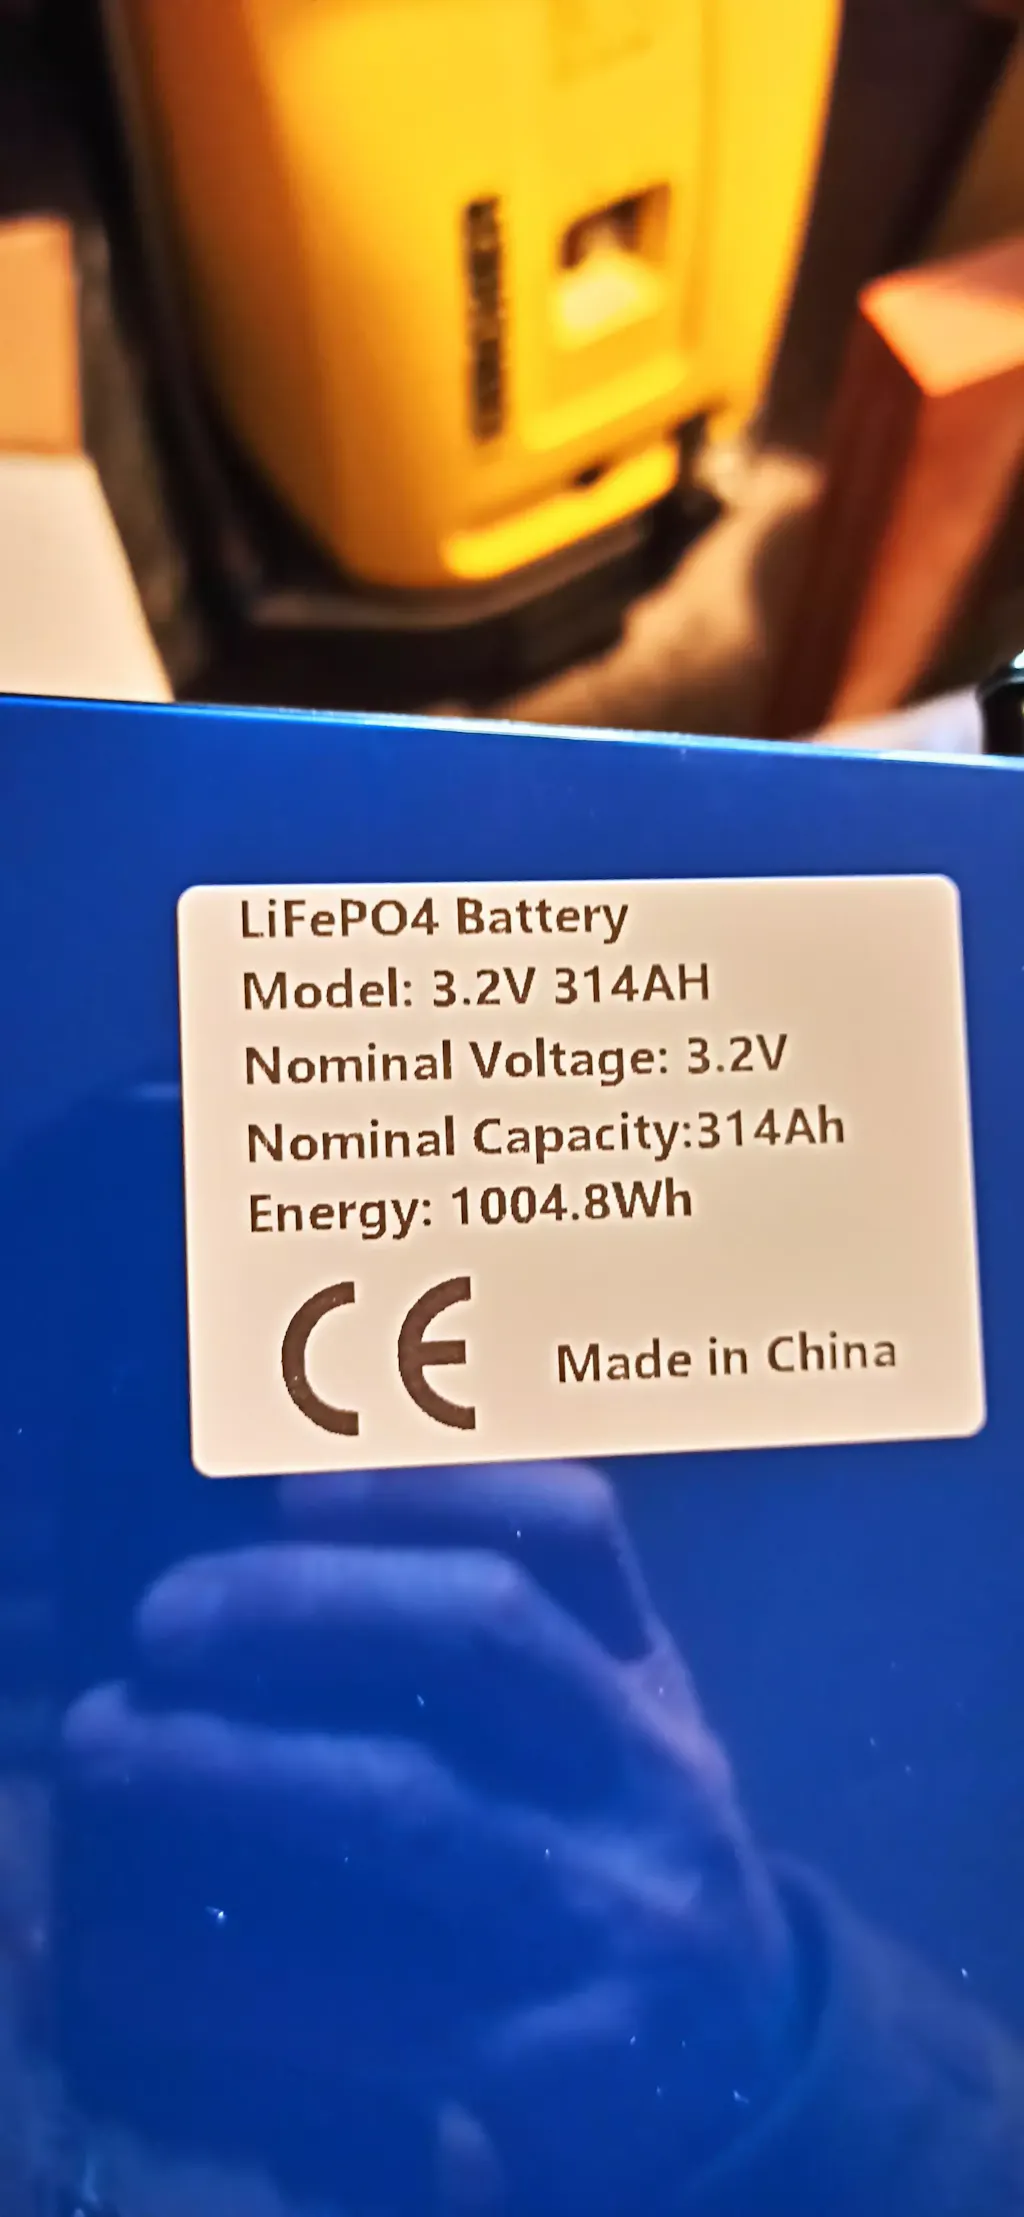 LiFePO4 Battery
Model: 3.2V 314AH
Nominal Voltage: 3.2V
Nominal Capacity:314Ah
Energy: 1004.8Wh
CE Made in China